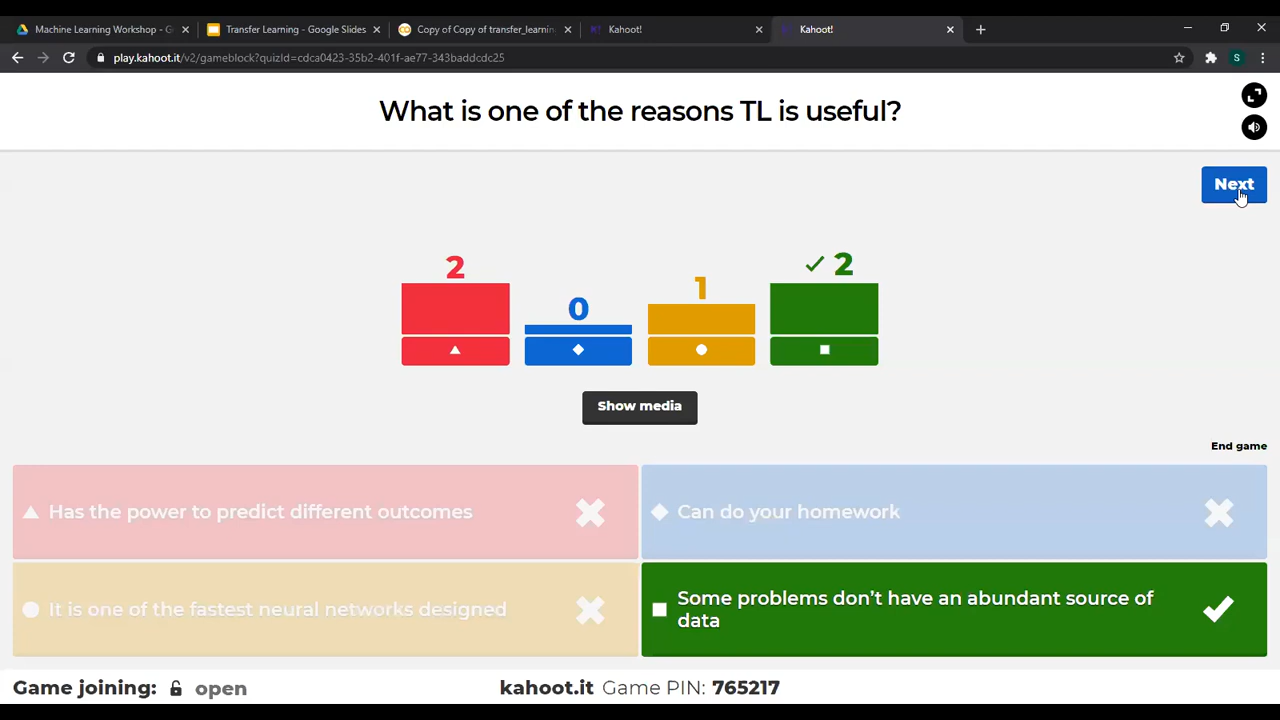 Machine Learning Workshop - G
Transfer Learning - Google Slides
Copy of Copy of transfer_learnin
Kahoot!
Kahoot!
play.kahoot.it/v2/gameblock?quizId=cdca0423-35b2-401f-ae77-343baddcdc25
S
What is one of the reasons TL is useful?
Next
2
0
1
2
Show media
End game
Has the power to predict different outcomes
Can do your homework
It is one of the fastest neural networks designed
Some problems don't have an abundant source of
data
Game joining: open
kahoot.it Game PIN: 765217